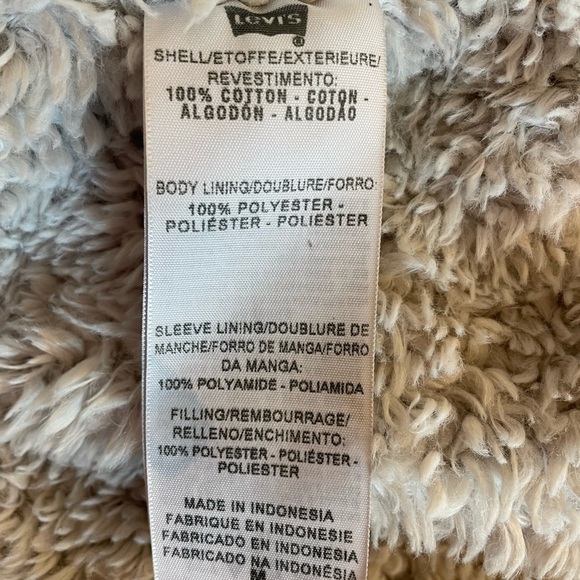 Levi's
SHELL/ETOFFE/EXTERIEURE/
REVESTIMENTO:
100% COTTON - COTON -
ALGODÓN - ALGODÃO
BODY LINING/DOUBLURE/FORRO:
100% POLYESTER -
POLIÉSTER - POLIESTER
SLEEVE LINING/DOUBLURE DE
MANCHE/FORRO DE MANGA/FORRO
DA MANGA:
100% POLYAMIDE - POLIAMIDA
FILLING/REMBOURRAGE/
RELLENO/ENCHIMENTO:
100% POLYESTER - POLIÉSTER -
POLIESTER
MADE IN INDONESIA
FABRIQUE EN INDONESIE
FABRICADO EN INDONESIA
FABRICADO NA INDONÉSIA
M